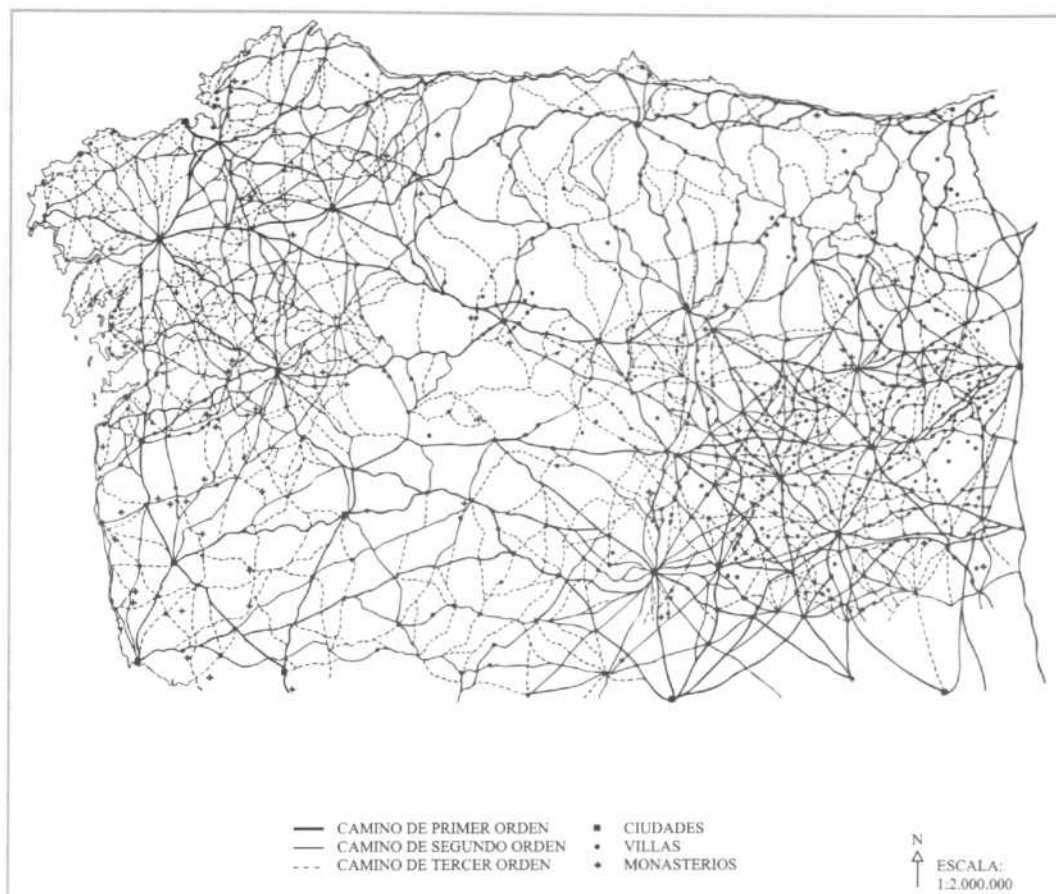 CAMINO DE PRIMER ORDEN
CAMINO DE SEGUNDO ORDEN
CAMINO DE TERCER ORDEN
CIUDADES
VILLAS
MONASTERIOS
N
ESCALA:
1:2.000.000